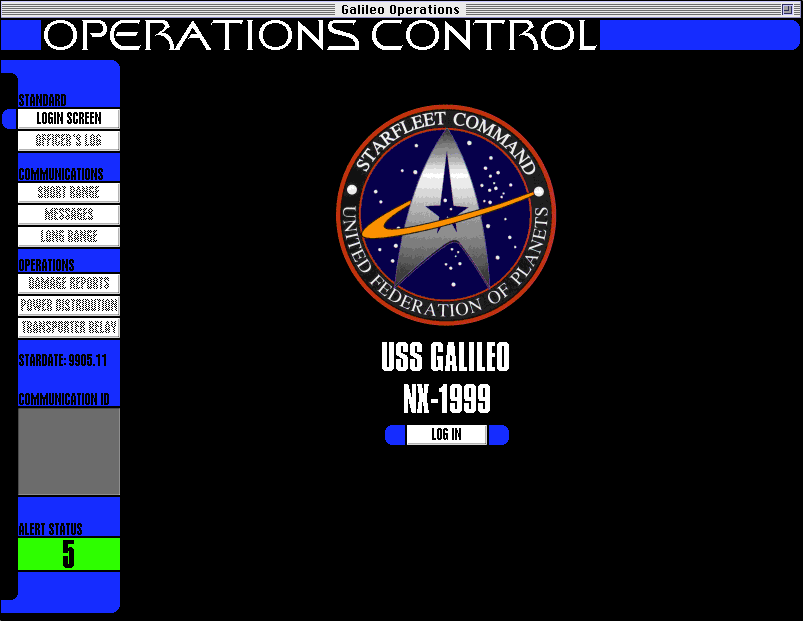 Galileo Operations
OPERATIONS CONTROL
STANDARD
LOGIN SCREEN
OFFICER'S LOG
COMMUNICATIONS
SHORT RANGE
MESSAGES
LONG RANGE
OPERATIONS
DAMAGE REPORTS
POWER DISTRIBUTION
TRANSPORTER RELAY
STARDATE: 9905.11
COMMUNICATION ID
ALERT STATUS
5
STARFLEET COMMAND
UNITED FEDERATION OF PLANETS
USS GALILEO
NX-1999
LOG IN